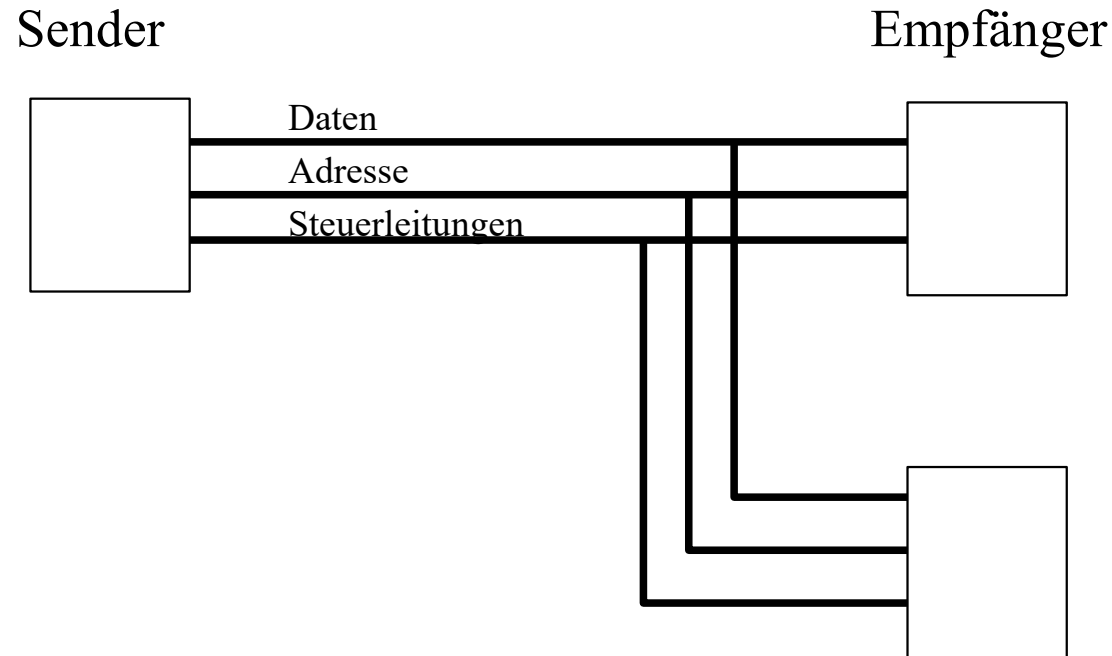 Sender
Empfänger
Daten
Adresse
Steuerleitungen